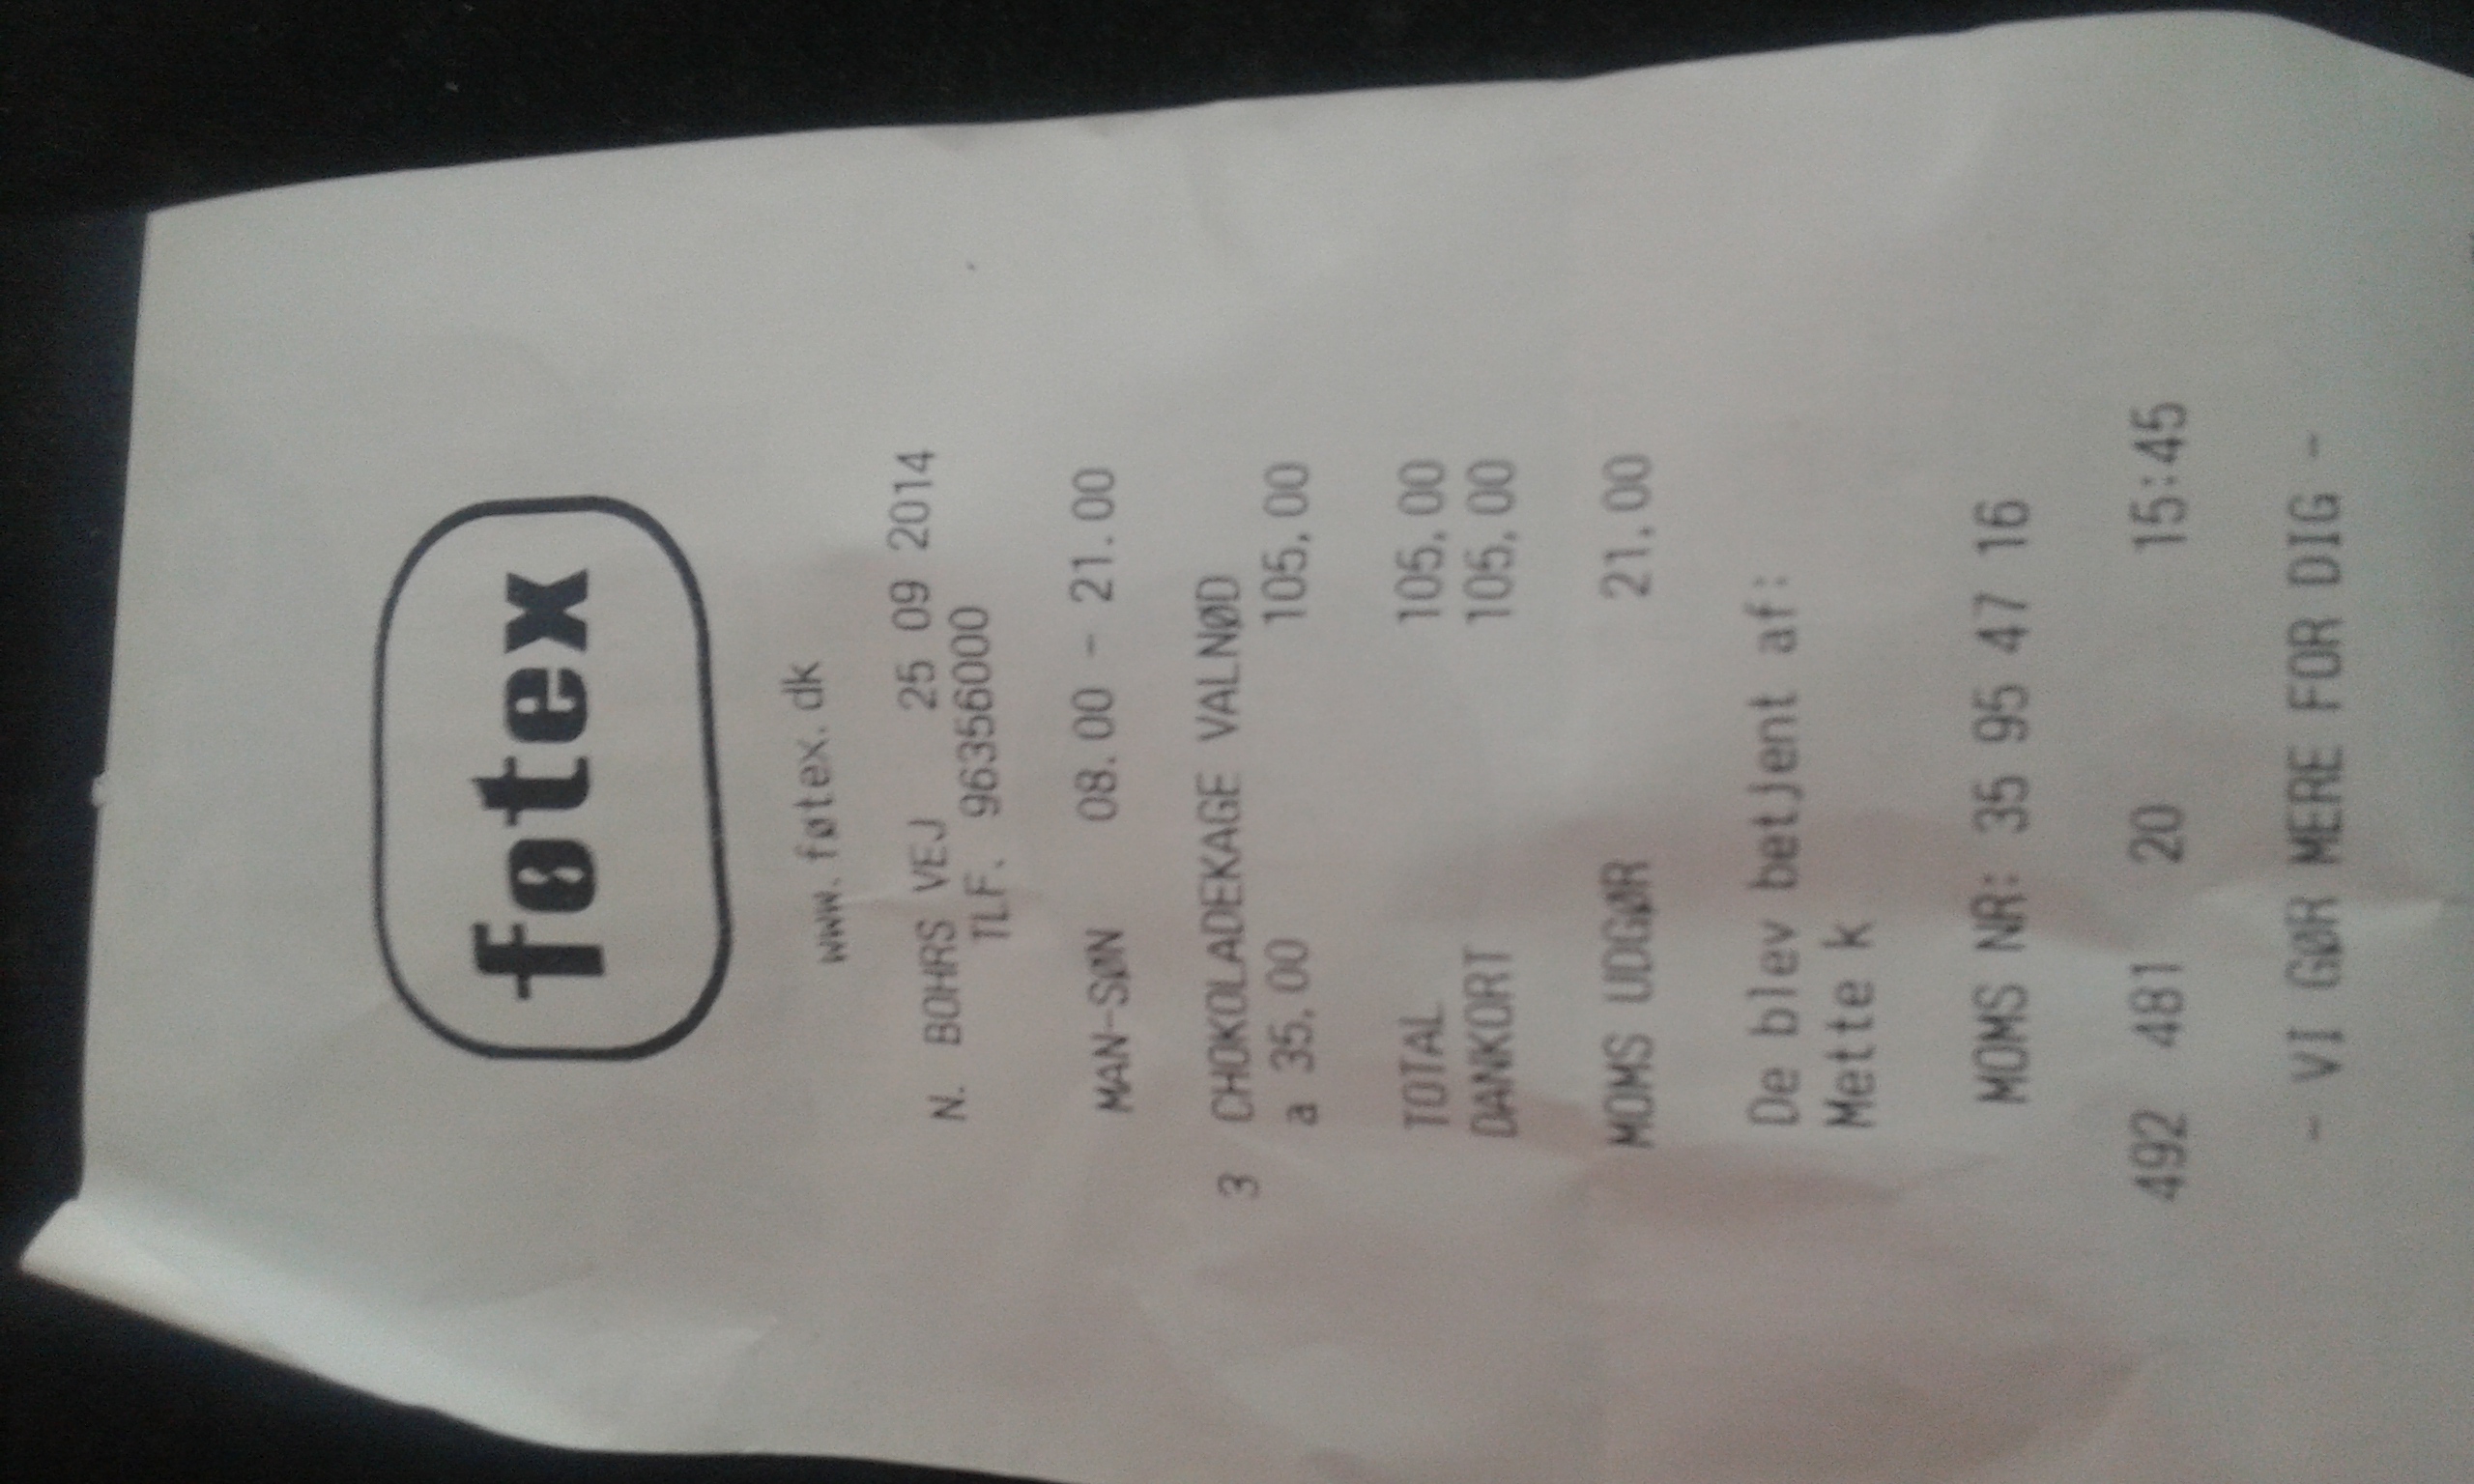 føtex
www.føtex.dk
N. BOHRS VEJ 25 09 2014
TLF. 96356000
MAN-SØN 08.00 - 21.00
3 CHOKOLADEKAGE VALNØD
a 35,00 105,00
TOTAL 105,00
DANKORT 105,00
MOMS UDGØR 21,00
De blev betjent af:
Mette k
MOMS NR: 35 95 47 16
492 481 20 15:45
- VI GØR MERE FOR DIG -